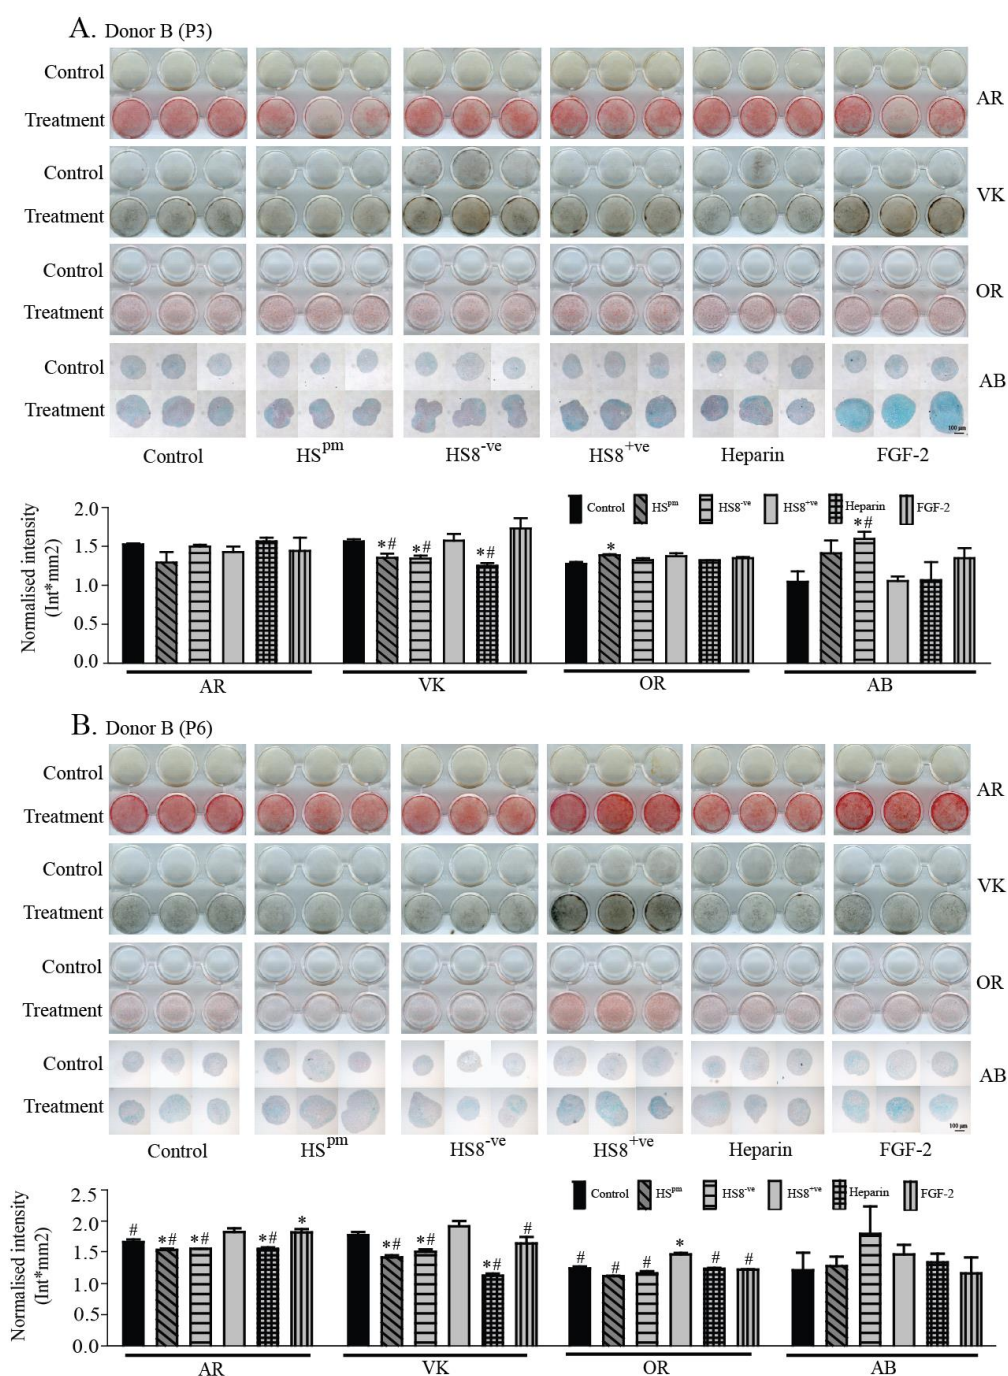 A. Donor B (P3)
Control
Treatment
AR
Control
Treatment
VK
Control
Treatment
OR
Control
Treatment
AB
100 µm
Control HSpm HS8-ve HS8+ve Heparin FGF-2
Normalised intensity
(Int*mm2)
2.0
1.5
1.0
0.5
0.0
Control HSpm HS8-ve HS8+ve Heparin FGF-2
*# *# *# * *#
AR VK OR AB
B. Donor B (P6)
Control
Treatment
AR
Control
Treatment
VK
Control
Treatment
OR
Control
Treatment
AB
100 µm
Control HSpm HS8-ve HS8+ve Heparin FGF-2
Normalised intensity
(Int*mm2)
2.5
2.0
1.5
1.0
0.5
0.0
Control HSpm HS8-ve HS8+ve Heparin FGF-2
# *# *# *# * *# *# *# # # # # * # #
AR VK OR AB